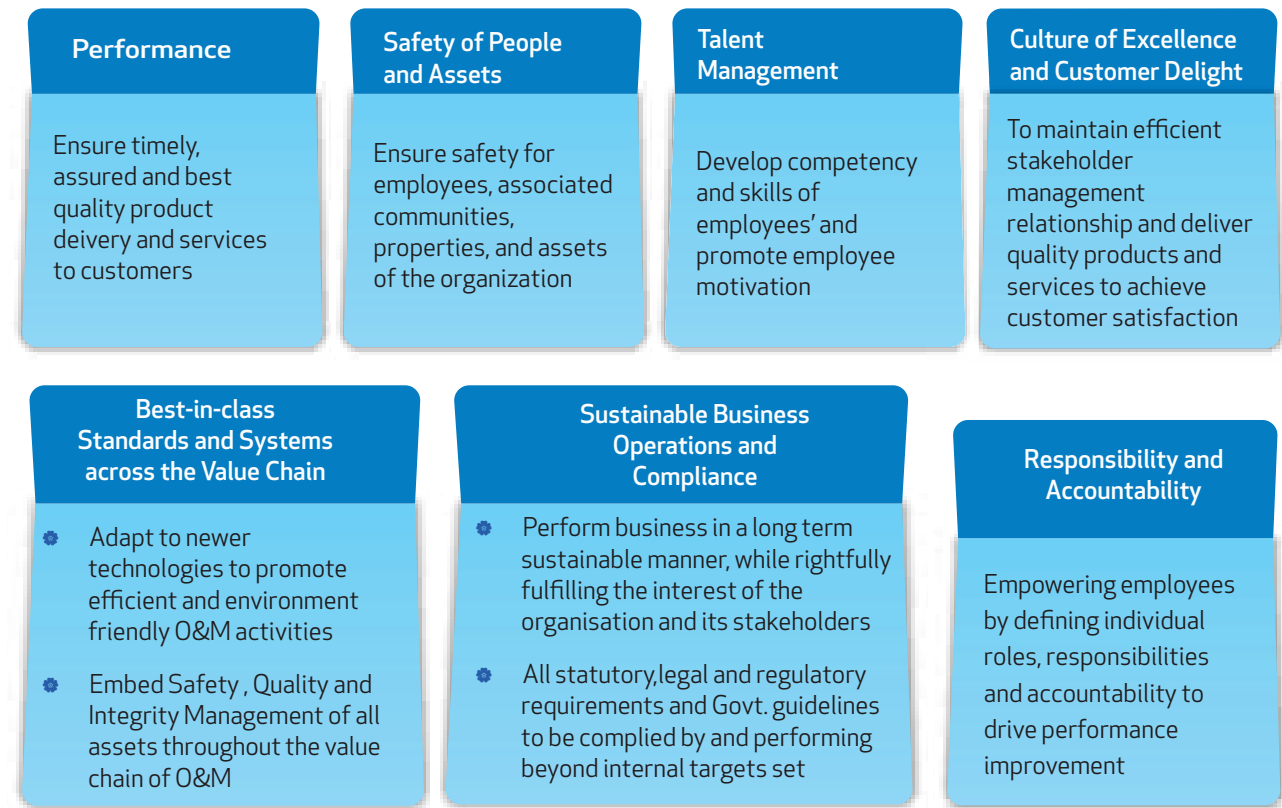 Performance
Ensure timely,
assured and best
quality product
deivery and services
to customers
Safety of People
and Assets
Ensure safety for
employees, associated
communities,
properties, and assets
of the organization
Talent
Management
Develop competency
and skills of
employees’ and
promote employee
motivation
Culture of Excellence
and Customer Delight
To maintain efficient
stakeholder
management
relationship and deliver
quality products and
services to achieve
customer satisfaction
Best-in-class
Standards and Systems
across the Value Chain
Adapt to newer
technologies to promote
efficient and environment
friendly O&M activities
Embed Safety , Quality and
Integrity Management of all
assets throughout the value
chain of O&M
Sustainable Business
Operations and
Compliance
Perform business in a long term
sustainable manner, while rightfully
fulfilling the interest of the
organisation and its stakeholders
All statutory,legal and regulatory
requirements and Govt. guidelines
to be complied by and performing
beyond internal targets set
Responsibility and
Accountability
Empowering employees
by defining individual
roles, responsibilities
and accountability to
drive performance
improvement